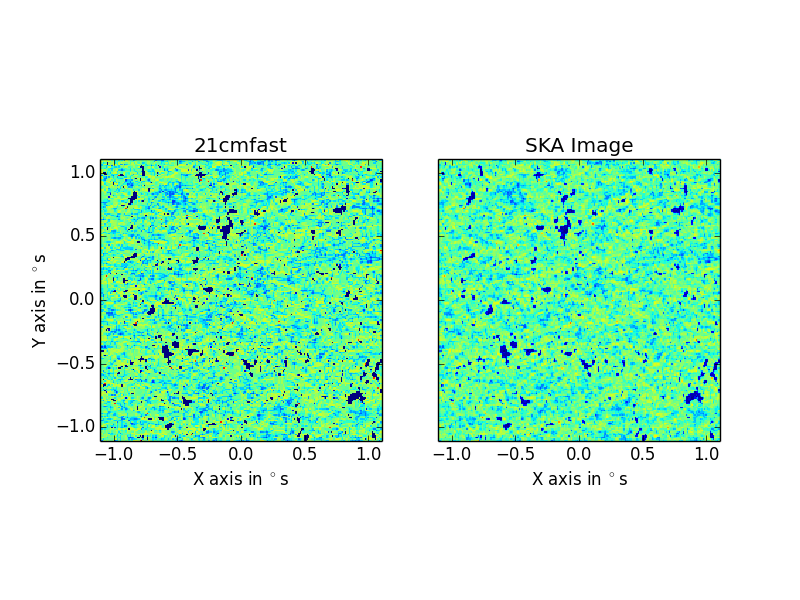 21cmfast
SKA Image
1.0
0.5
0.0
−0.5
−1.0
Y axis in °s
−1.0 −0.5 0.0 0.5 1.0
−1.0 −0.5 0.0 0.5 1.0
X axis in °s
X axis in °s